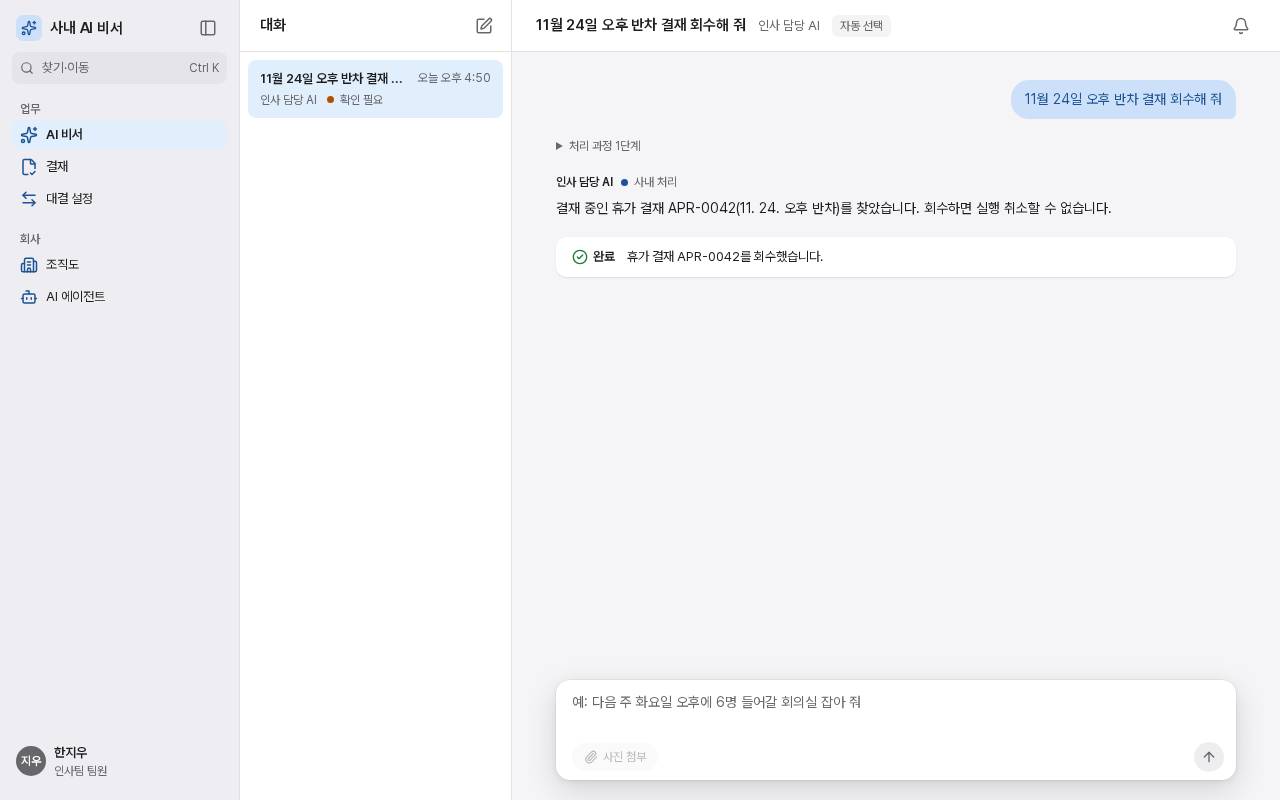 사내 AI 비서
찾기·이동
Ctrl K
업무
AI 비서
결재
대결 설정
회사
조직도
AI 에이전트
지우
한지우
인사팀 팀원
대화
11월 24일 오후 반차 결재 ...
오늘 오후 4:50
인사 담당 AI
확인 필요
11월 24일 오후 반차 결재 회수해 줘
인사 담당 AI
자동 선택
11월 24일 오후 반차 결재 회수해 줘
처리 과정 1단계
인사 담당 AI
사내 처리
결재 중인 휴가 결재 APR-0042(11. 24. 오후 반차)를 찾았습니다. 회수하면 실행 취소할 수 없습니다.
완료
휴가 결재 APR-0042를 회수했습니다.
예: 다음 주 화요일 오후에 6명 들어갈 회의실 잡아 줘
사진 첨부